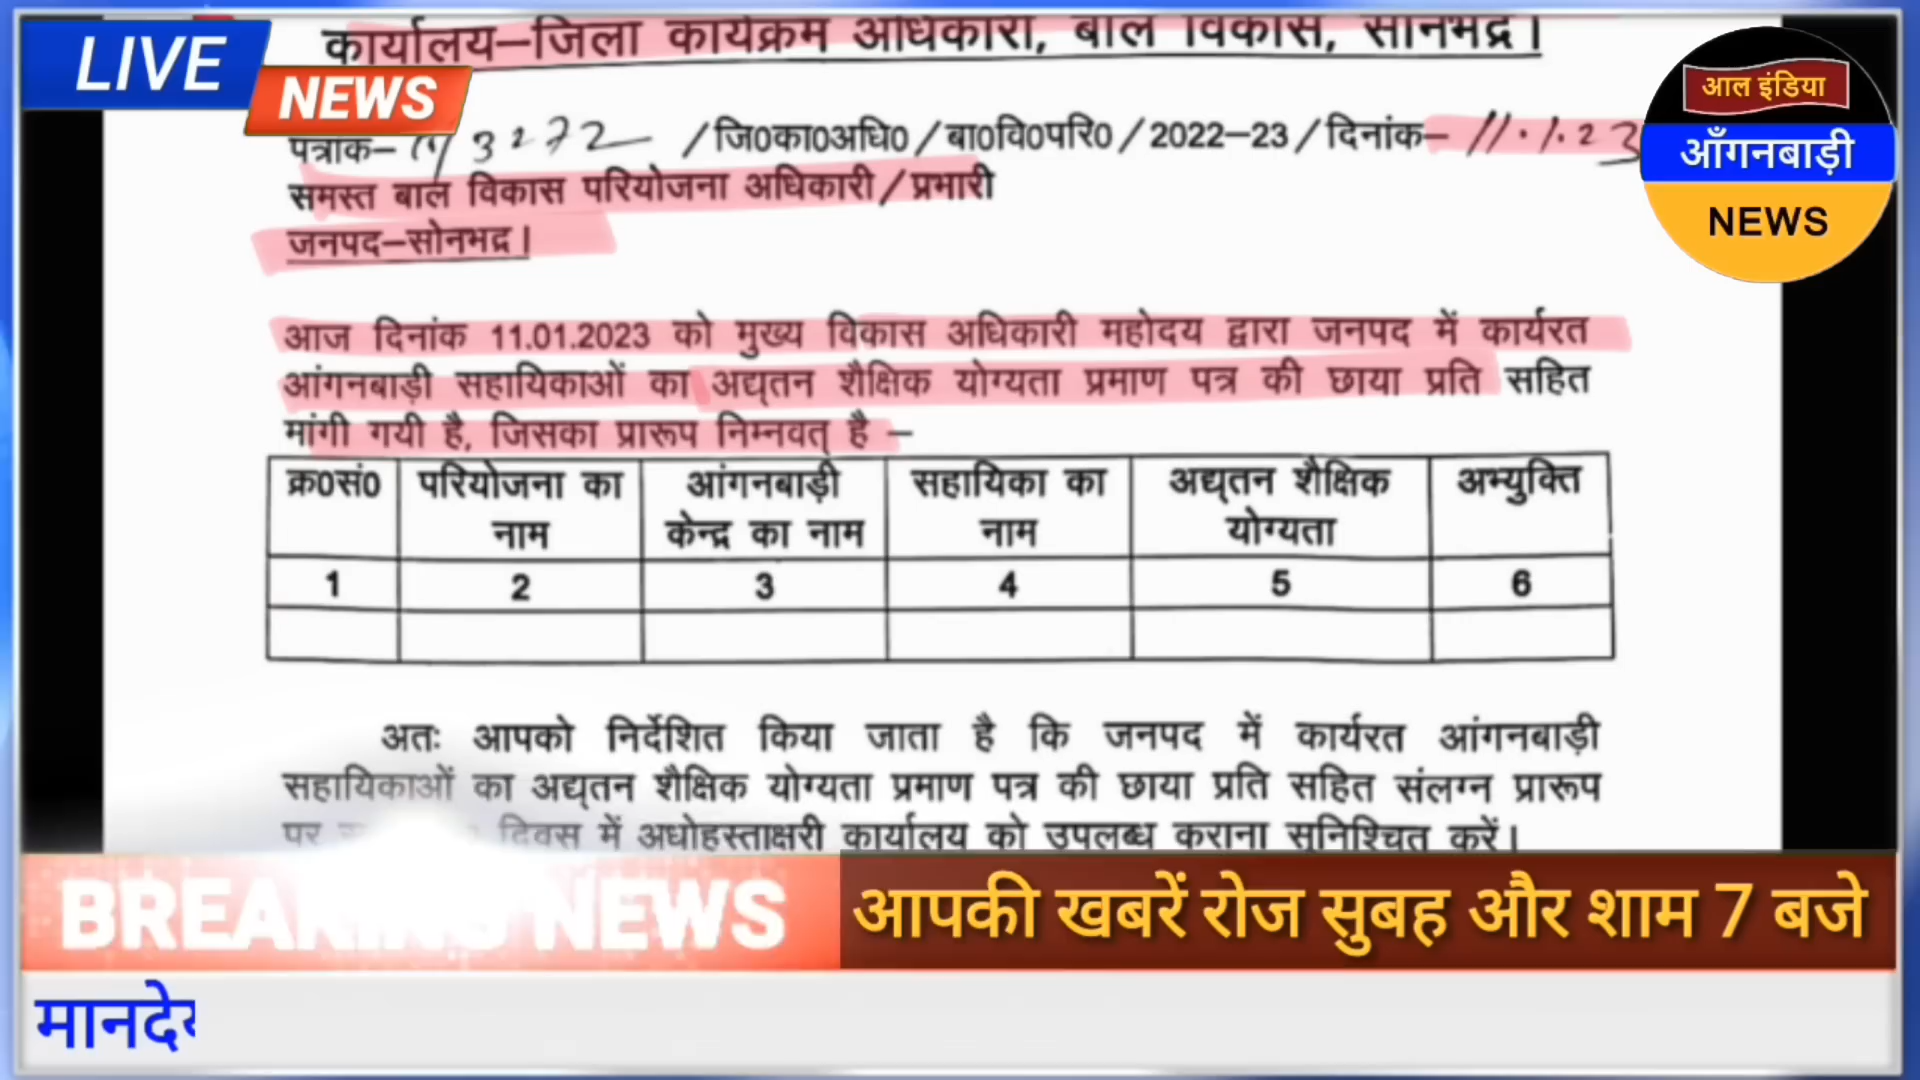 LIVE
NEWS
कार्यालय–जिला कार्यक्रम अधिकारी, बाल विकास, सोनभद्र।
पत्रांक– 3272 /जि0का0अधि0/बा0वि0परि0/2022–23/दिनांक– 11.1.23
समस्त बाल विकास परियोजना अधिकारी/प्रभारी
जनपद–सोनभद्र।
आल इंडिया
आँगनबाड़ी
NEWS
आज दिनांक 11.01.2023 को मुख्य विकास अधिकारी महोदय द्वारा जनपद में कार्यरत
आंगनबाड़ी सहायिकाओं का अद्यतन शैक्षिक योग्यता प्रमाण पत्र की छाया प्रति सहित
मांगी गयी है, जिसका प्रारूप निम्नवत् है –
क्र0सं0 परियोजना का नाम आंगनबाड़ी केन्द्र का नाम सहायिका का नाम अद्यतन शैक्षिक योग्यता अभ्युक्ति
1 2 3 4 5 6
अतः आपको निर्देशित किया जाता है कि जनपद में कार्यरत आंगनबाड़ी
सहायिकाओं का अद्यतन शैक्षिक योग्यता प्रमाण पत्र की छाया प्रति सहित संलग्न प्रारूप
पर दिवस में अधोहस्ताक्षरी कार्यालय को उपलब्ध कराना सुनिश्चित करें।
BREAKING NEWS
आपकी खबरें रोज सुबह और शाम 7 बजे